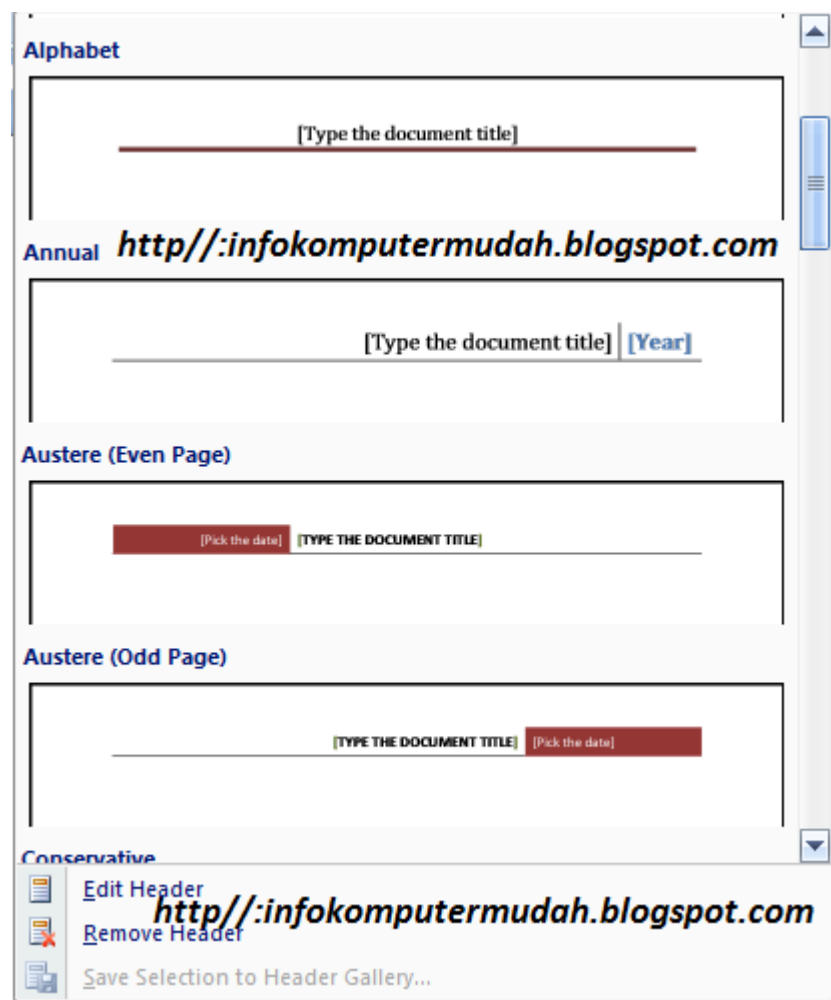 Alphabet
[Type the document title]
Annual http//:infokomputermudah.blogspot.com
[Type the document title] [Year]
Austere (Even Page)
[Pick the date] [TYPE THE DOCUMENT TITLE]
Austere (Odd Page)
[TYPE THE DOCUMENT TITLE] [Pick the date]
Conservative
Edit Header
http//:infokomputermudah.blogspot.com
Remove Header
Save Selection to Header Gallery...